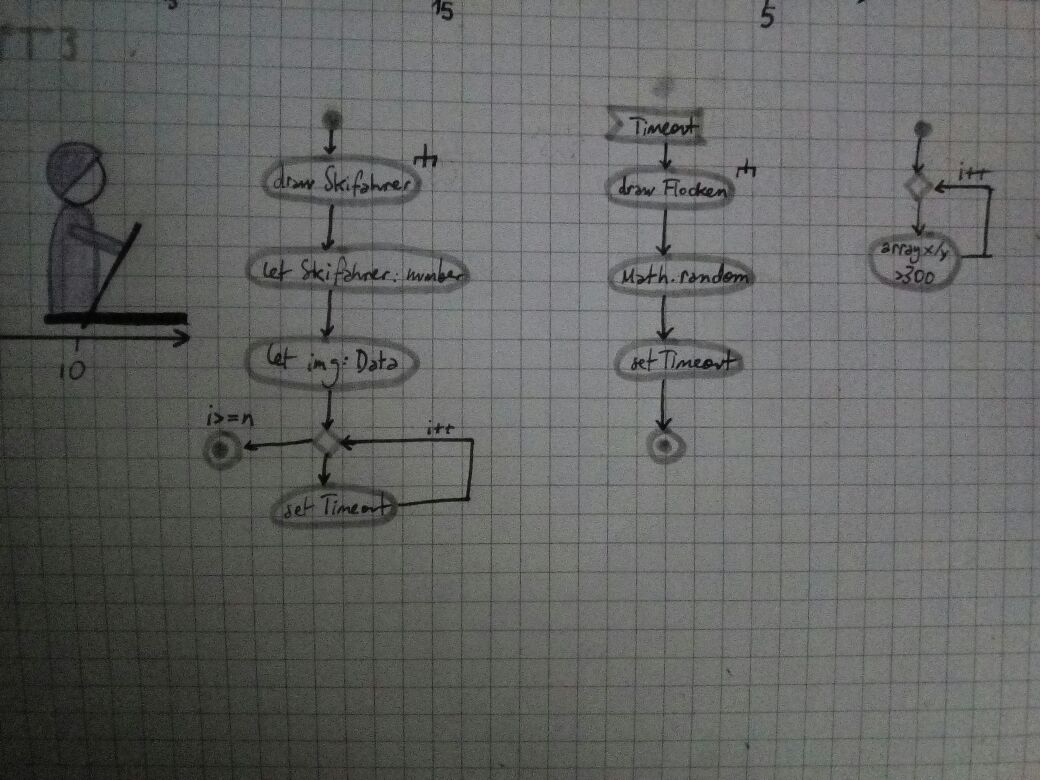 15
5
draw Skifahrer
let Skifahrer: number
let img: Data
i>=n
i++
set Timeout
10
Timeout
draw Flocken
Math.random
set Timeout
i++
array x/y
>300